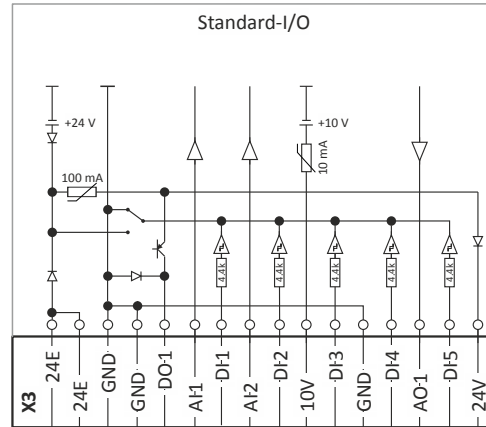 Standard-I/O
+24 V
+10 V
10 mA
100 mA
4.4k
4.4k
4.4k
4.4k
4.4k
X3
24E
24E
GND
GND
DO1
AI1
DI1
AI2
DI2
10V
DI3
GND
DI4
AO1
DI5
24V